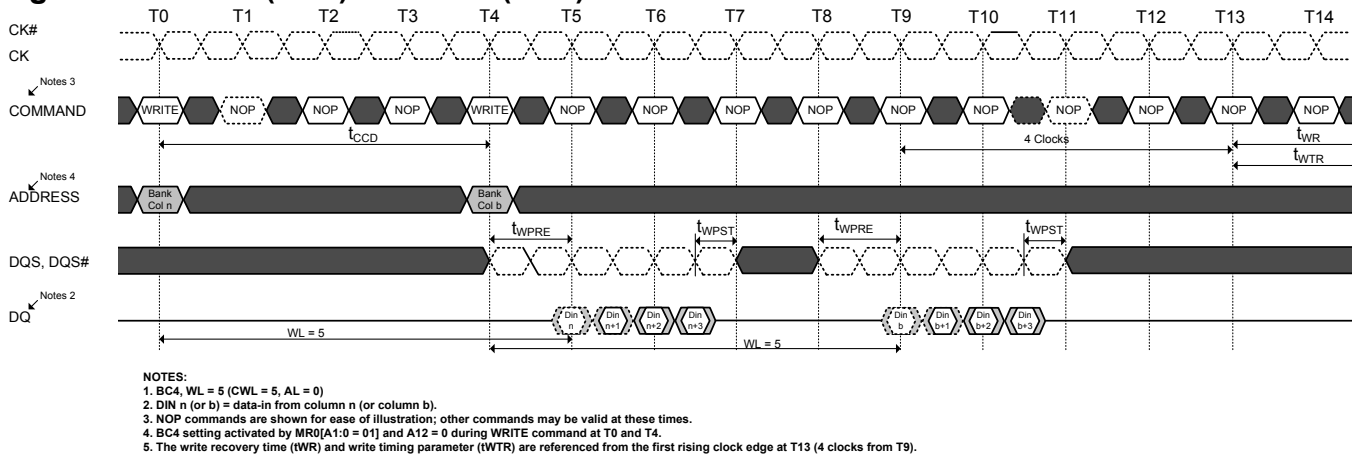 T0 T1 T2 T3 T4 T5 T6 T7 T8 T9 T10 T11 T12 T13 T14
CK#
CK
Notes 3
COMMAND
WRITE NOP NOP NOP WRITE NOP NOP NOP NOP NOP NOP NOP NOP NOP NOP
tCCD
4 Clocks
tWR
tWTR
Notes 4
ADDRESS
Bank
Col n
Bank
Col b
tWPRE tWPST tWPRE tWPST
DQS, DQS#
Notes 2
DQ
Din
n
Din
n+1
Din
n+2
Din
n+3
Din
b
Din
b+1
Din
b+2
Din
b+3
WL = 5
WL = 5
NOTES:
1. BC4, WL = 5 (CWL = 5, AL = 0)
2. DIN n (or b) = data-in from column n (or column b).
3. NOP commands are shown for ease of illustration; other commands may be valid at these times.
4. BC4 setting activated by MR0[A1:0 = 01] and A12 = 0 during WRITE command at T0 and T4.
5. The write recovery time (tWR) and write timing parameter (tWTR) are referenced from the first rising clock edge at T13 (4 clocks from T9).